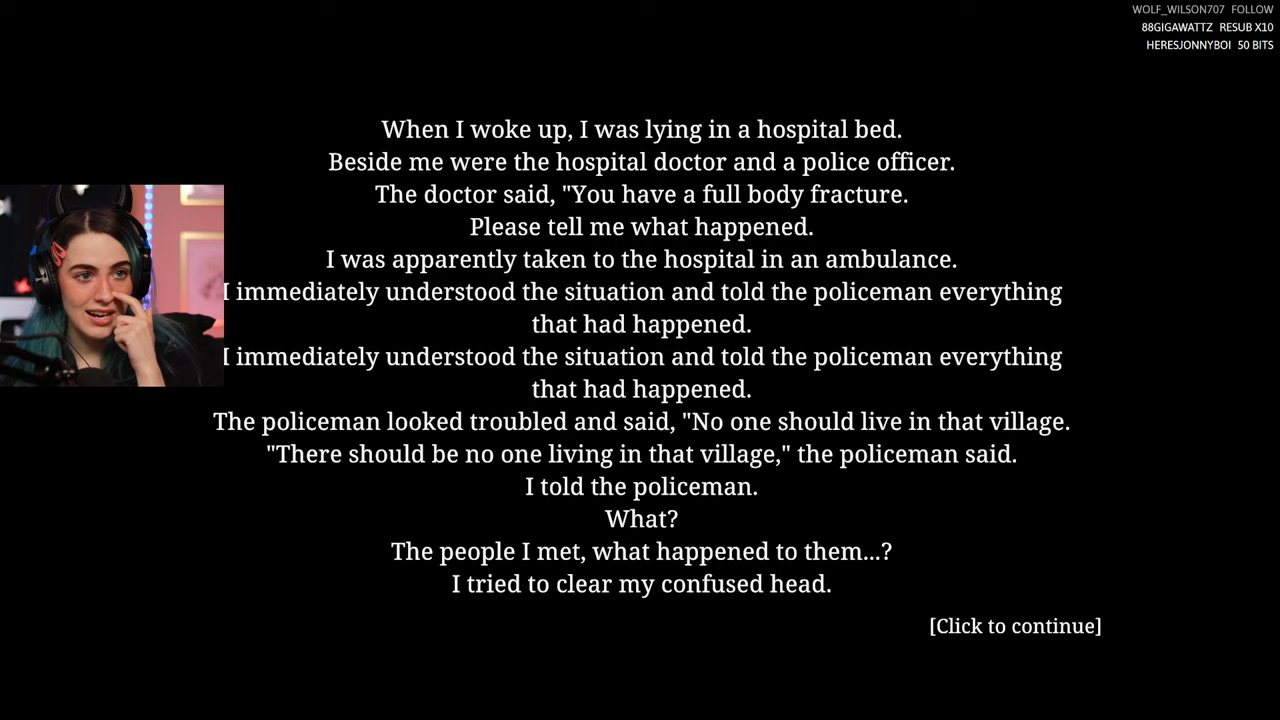 WOLF_WILSON707 FOLLOW
88GIGAWATTZ RESUB X10
HERESJONNYBOI 50 BITS
When I woke up, I was lying in a hospital bed.
Beside me were the hospital doctor and a police officer.
The doctor said, "You have a full body fracture.
Please tell me what happened.
I was apparently taken to the hospital in an ambulance.
I immediately understood the situation and told the policeman everything
that had happened.
I immediately understood the situation and told the policeman everything
that had happened.
The policeman looked troubled and said, "No one should live in that village.
"There should be no one living in that village," the policeman said.
I told the policeman.
What?
The people I met, what happened to them...?
I tried to clear my confused head.
[Click to continue]